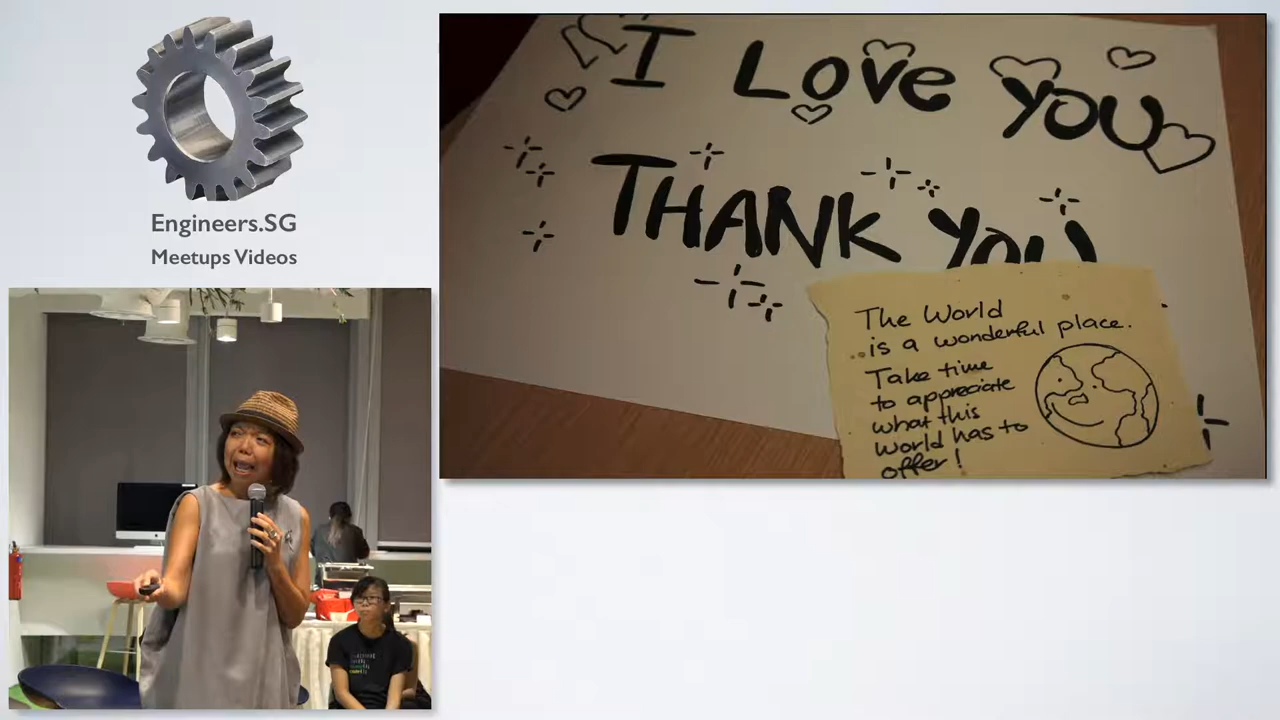 Engineers.SG
Meetups Videos
I LOVE YOU
THANK YOU
The World
is a wonderful place.
Take time
to appreciate
what this
world has to
offer!